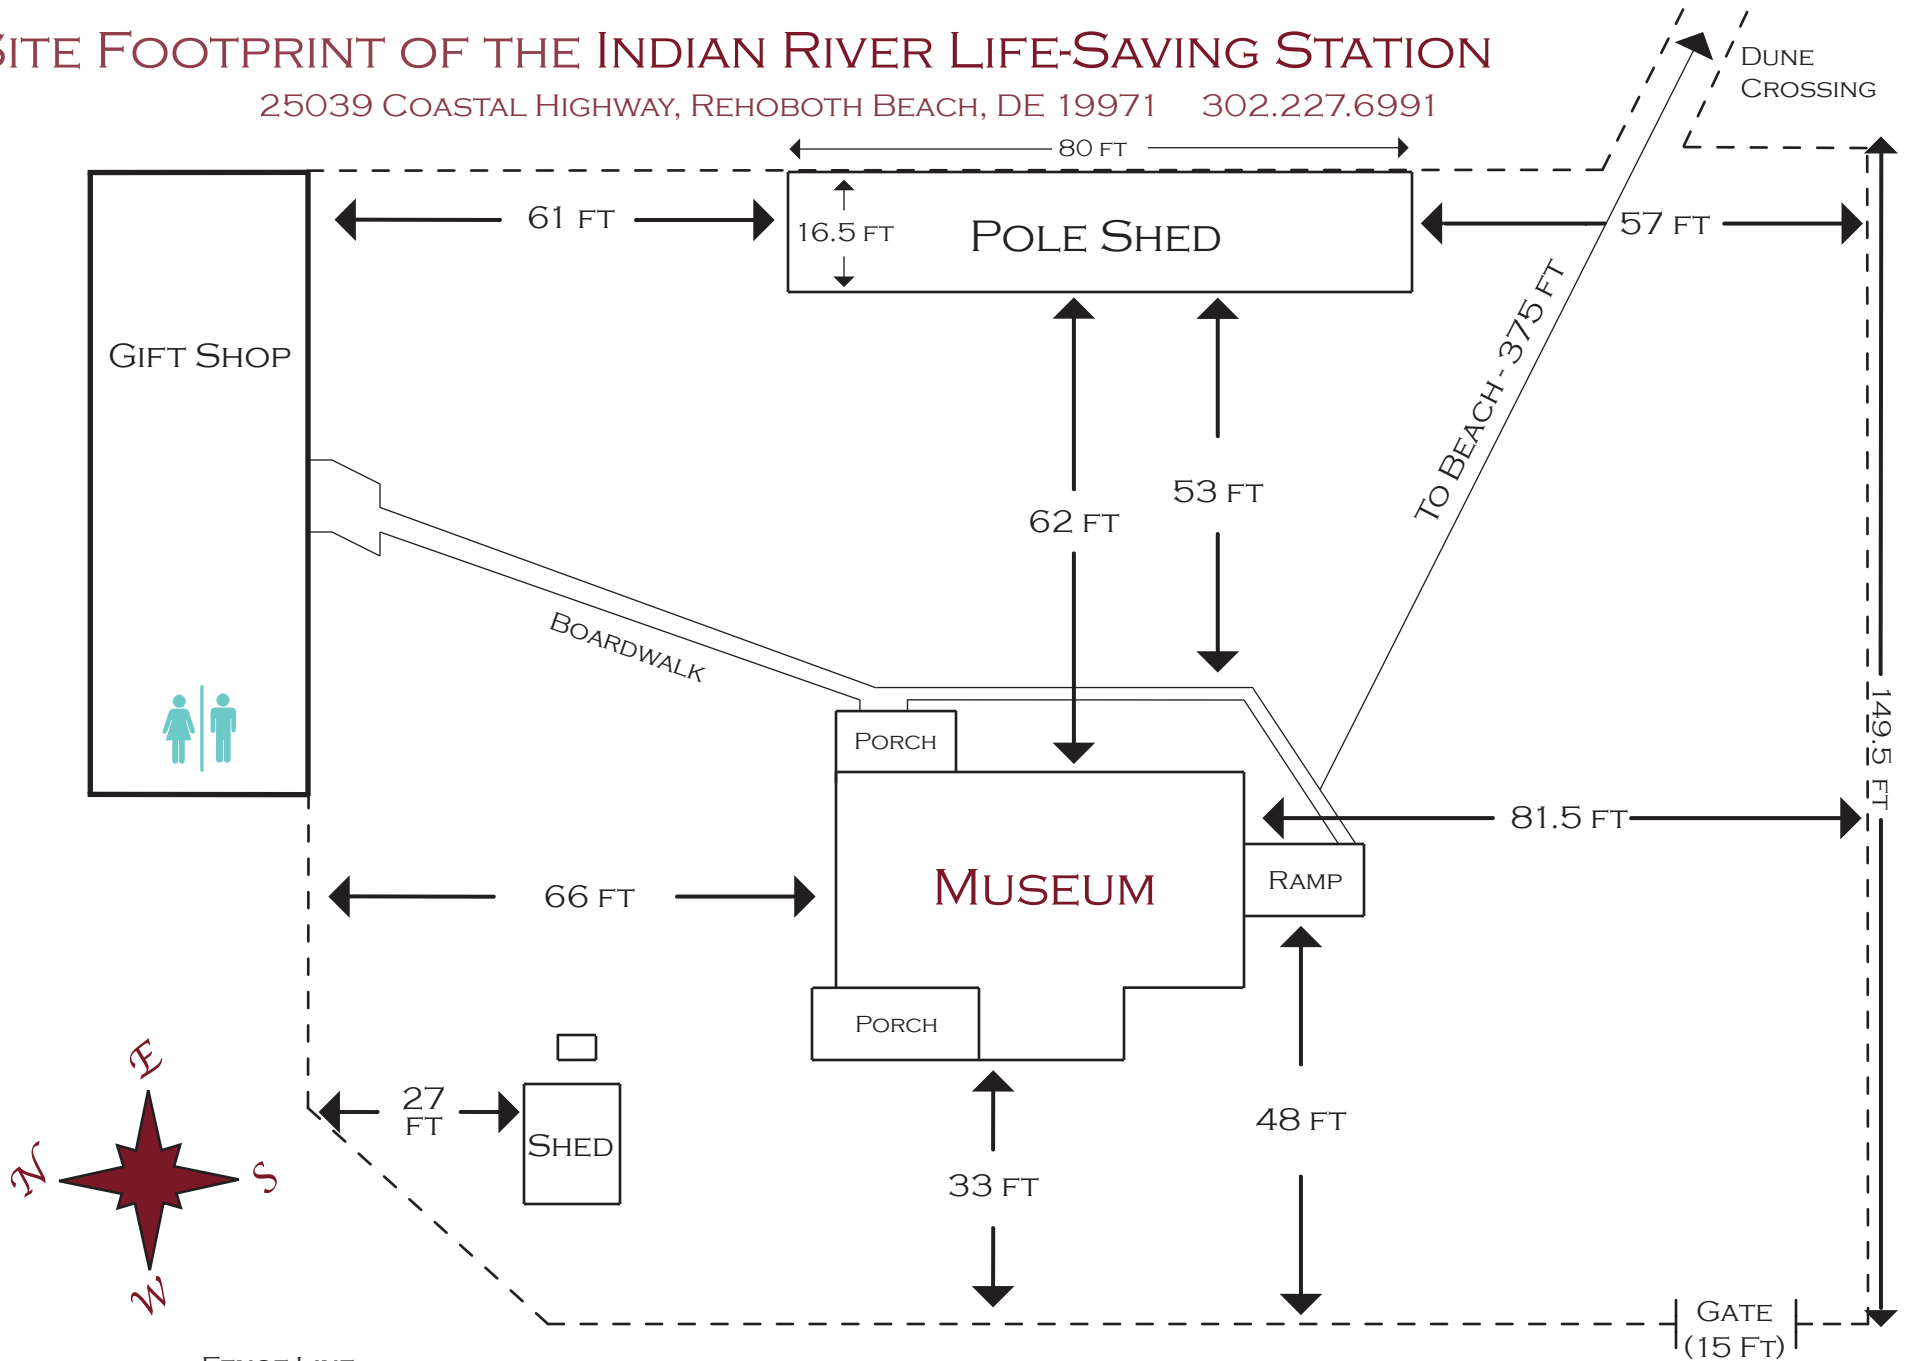 SITE FOOTPRINT OF THE INDIAN RIVER LIFE-SAVING STATION
25039 COASTAL HIGHWAY, REHOBOTH BEACH, DE 19971 302.227.6991
DUNE
CROSSING
80 FT
61 FT
16.5 FT
POLE SHED
57 FT
GIFT SHOP
TO BEACH - 375 FT
53 FT
62 FT
BOARDWALK
149.5 FT
PORCH
81.5 FT
MUSEUM
RAMP
66 FT
PORCH
E
27
FT
48 FT
SHED
N
S
33 FT
W
GATE
(15 FT)
FENCE LINE